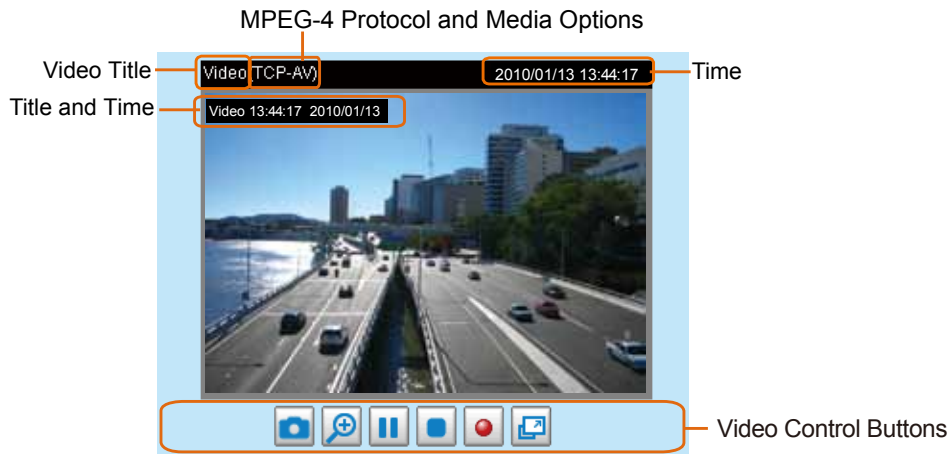 MPEG-4 Protocol and Media Options
Video Title
Video (TCP-AV)
2010/01/13 13:44:17
Time
Title and Time
Video 13:44:17 2010/01/13
Video Control Buttons